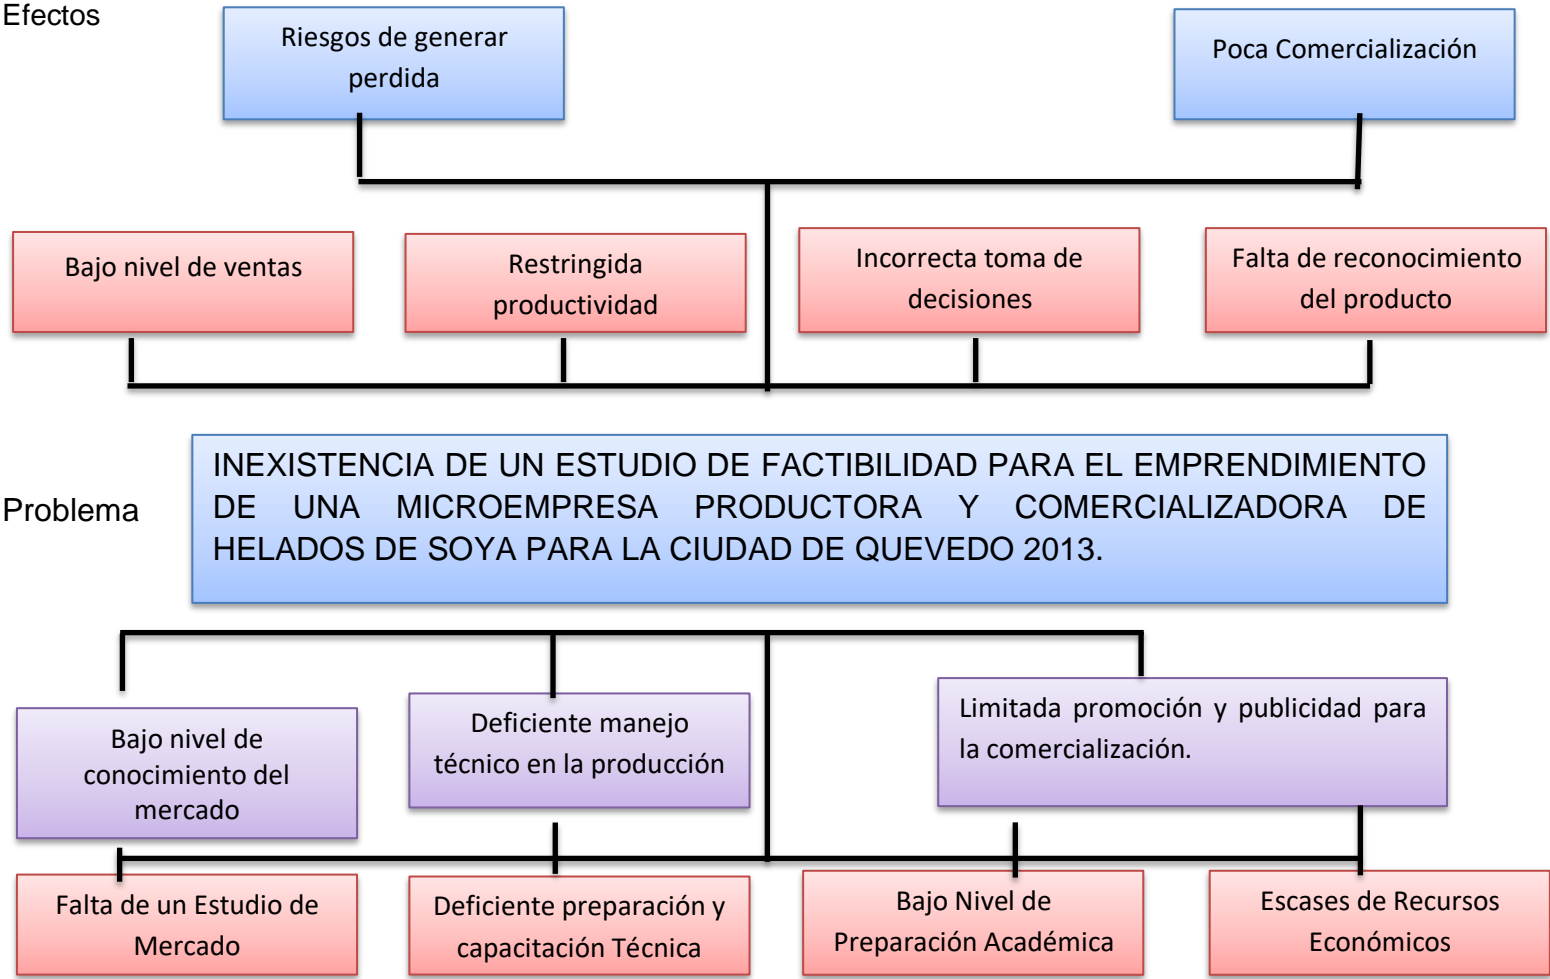 Efectos
Riesgos de generar
perdida
Poca Comercialización
Bajo nivel de ventas
Restringida
productividad
Incorrecta toma de
decisiones
Falta de reconocimiento
del producto
Problema
INEXISTENCIA DE UN ESTUDIO DE FACTIBILIDAD PARA EL EMPRENDIMIENTO
DE UNA MICROEMPRESA PRODUCTORA Y COMERCIALIZADORA DE
HELADOS DE SOYA PARA LA CIUDAD DE QUEVEDO 2013.
Bajo nivel de
conocimiento del
mercado
Deficiente manejo
técnico en la producción
Limitada promoción y publicidad para
la comercialización.
Falta de un Estudio de
Mercado
Deficiente preparación y
capacitación Técnica
Bajo Nivel de
Preparación Académica
Escases de Recursos
Económicos